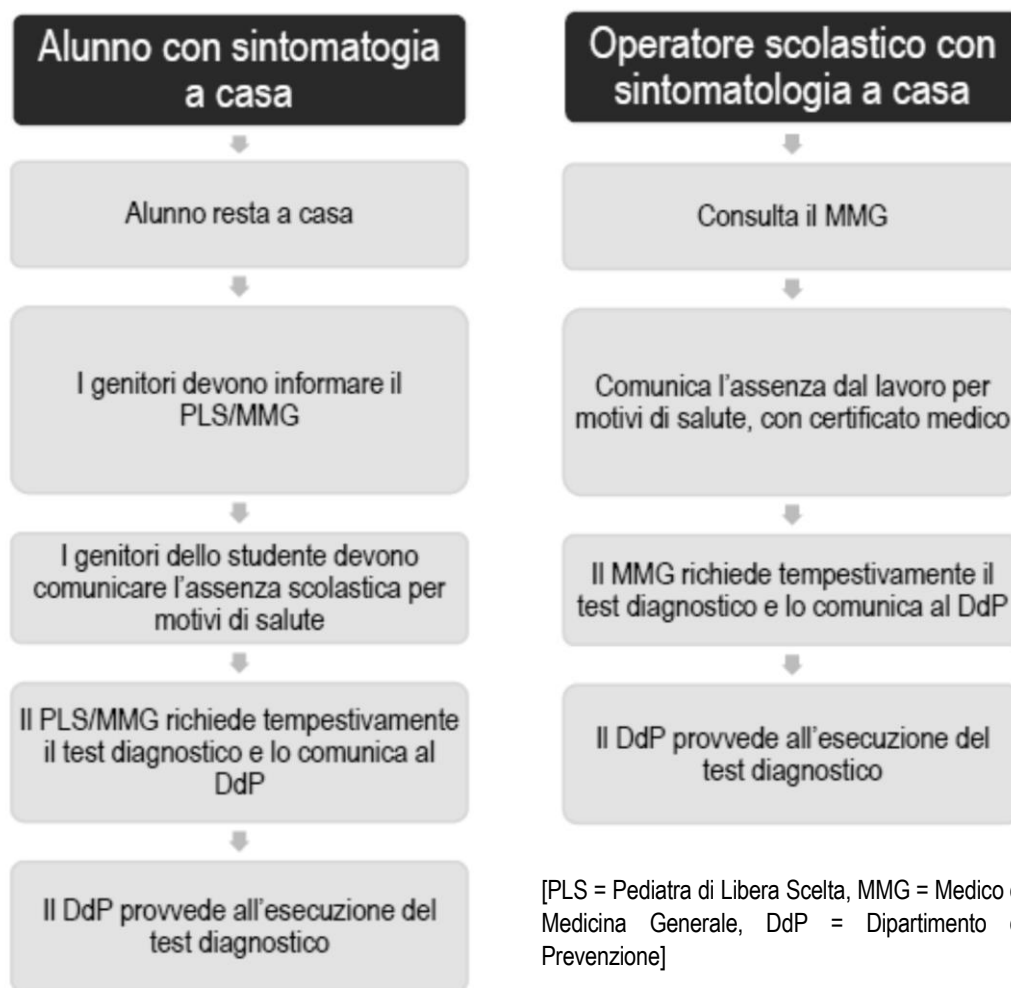 Alunno con sintomatogia
a casa
Alunno resta a casa
I genitori devono informare il
PLS/MMG
I genitori dello studente devono
comunicare l'assenza scolastica per
motivi di salute
Il PLS/MMG richiede tempestivamente
il test diagnostico e lo comunica al
DdP
Il DdP provvede all'esecuzione del
test diagnostico
Operatore scolastico con
sintomatologia a casa
Consulta il MMG
Comunica l'assenza dal lavoro per
motivi di salute, con certificato medico
Il MMG richiede tempestivamente il
test diagnostico e lo comunica al DdP
Il DdP provvede all'esecuzione del
test diagnostico
[PLS = Pediatra di Libera Scelta, MMG = Medico
Medicina Generale, DdP = Dipartimento
Prevenzione]